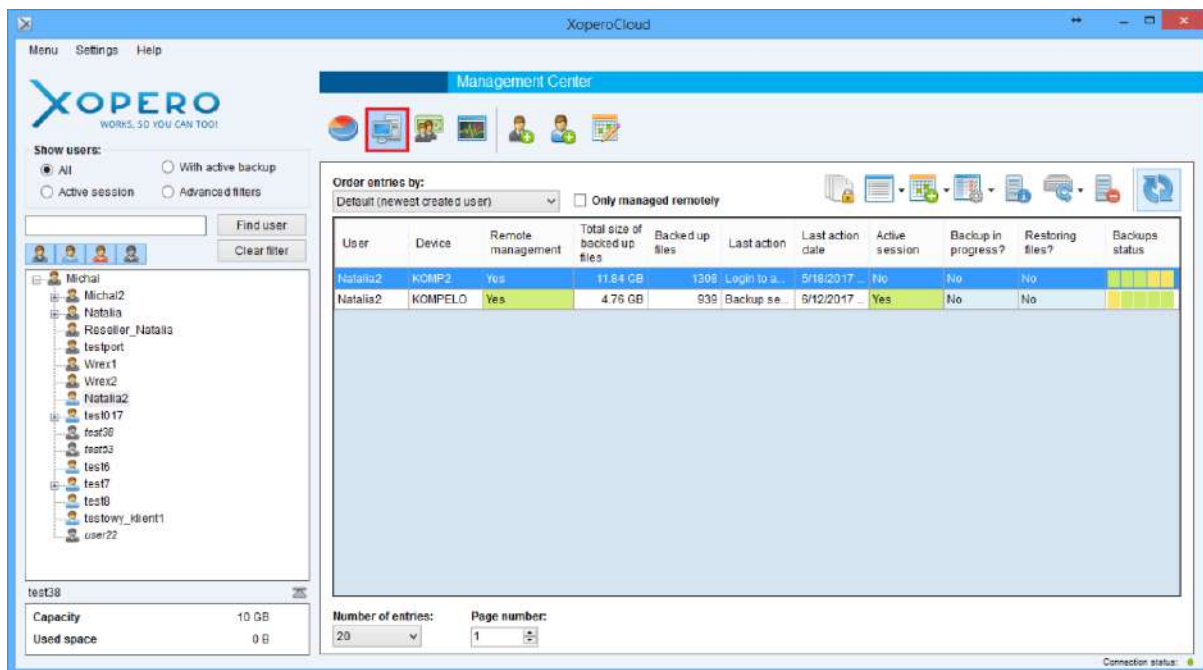 XoperoCloud
Menu Settings Help
XOPERO
WORKS, SO YOU CAN TOO!
Management Center
Show users:
All With active backup
Active session Advanced filters
Find user
Clear filter
Michal
Michal2
Natalia
Reseller_Natalia
testport
Wrex1
Wrex2
Natalia2
test017
test38
test53
test6
test7
test8
testowy_klient1
user22
test38
Capacity 10 GB
Used space 0 B
Order entries by:
Default (newest created user) Only managed remotely
User Device Remote management Total size of backed up files Backed up files Last action Last action date Active session Backup in progress? Restoring files? Backups status
Natalia2 KOMP2 Yes 11.84 GB Login to a... 5/18/2017 ... No No No
Natalia2 KOMPELO Yes 4.76 GB 939 Backup se... 6/12/2017 ... Yes No No
Number of entries: Page number:
20 1
Connection status: